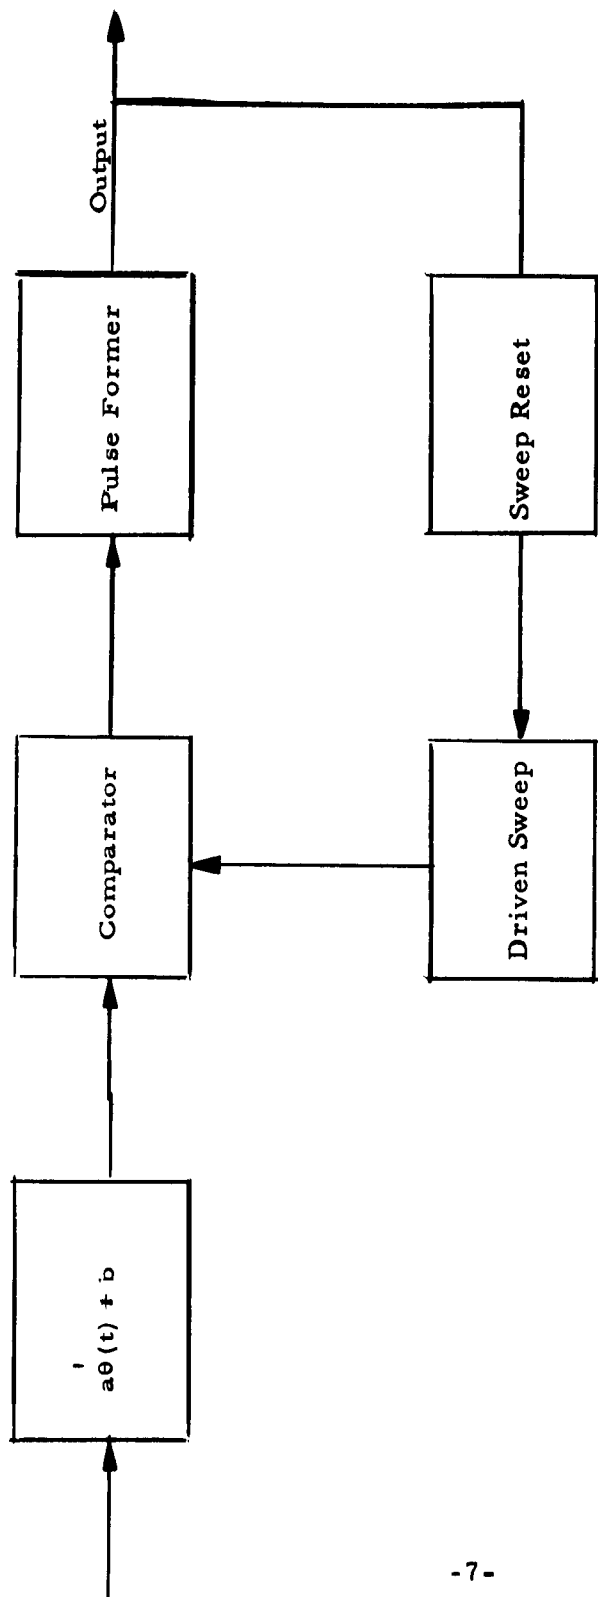 aθ(t) + b
Comparator
Pulse Former
Output
Driven Sweep
Sweep Reset
-7-